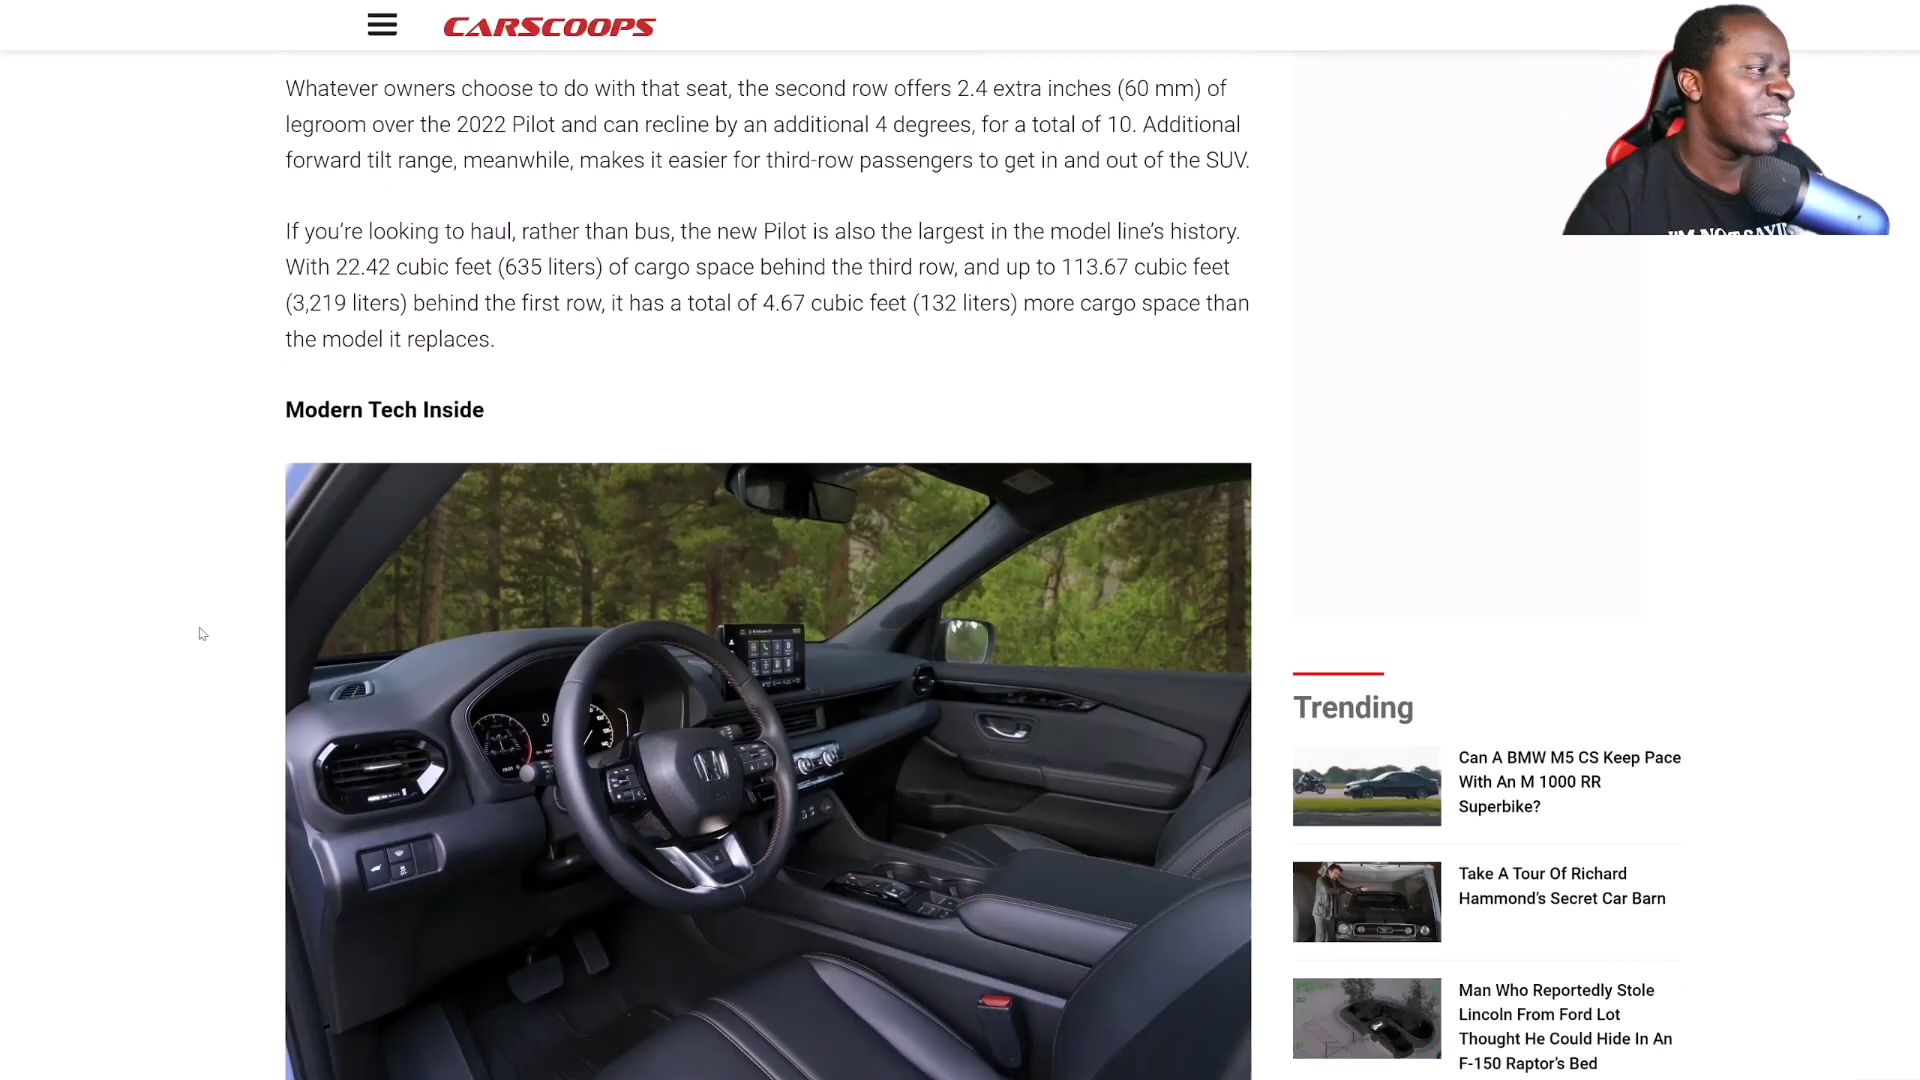 CARSCOOPS
Whatever owners choose to do with that seat, the second row offers 2.4 extra inches (60 mm) of
legroom over the 2022 Pilot and can recline by an additional 4 degrees, for a total of 10. Additional
forward tilt range, meanwhile, makes it easier for third-row passengers to get in and out of the SUV.
If you’re looking to haul, rather than bus, the new Pilot is also the largest in the model line’s history.
With 22.42 cubic feet (635 liters) of cargo space behind the third row, and up to 113.67 cubic feet
(3,219 liters) behind the first row, it has a total of 4.67 cubic feet (132 liters) more cargo space than
the model it replaces.
Modern Tech Inside
I'M NOT SAYIN
Trending
Can A BMW M5 CS Keep Pace
With An M 1000 RR
Superbike?
Take A Tour Of Richard
Hammond’s Secret Car Barn
Man Who Reportedly Stole
Lincoln From Ford Lot
Thought He Could Hide In An
F-150 Raptor’s Bed